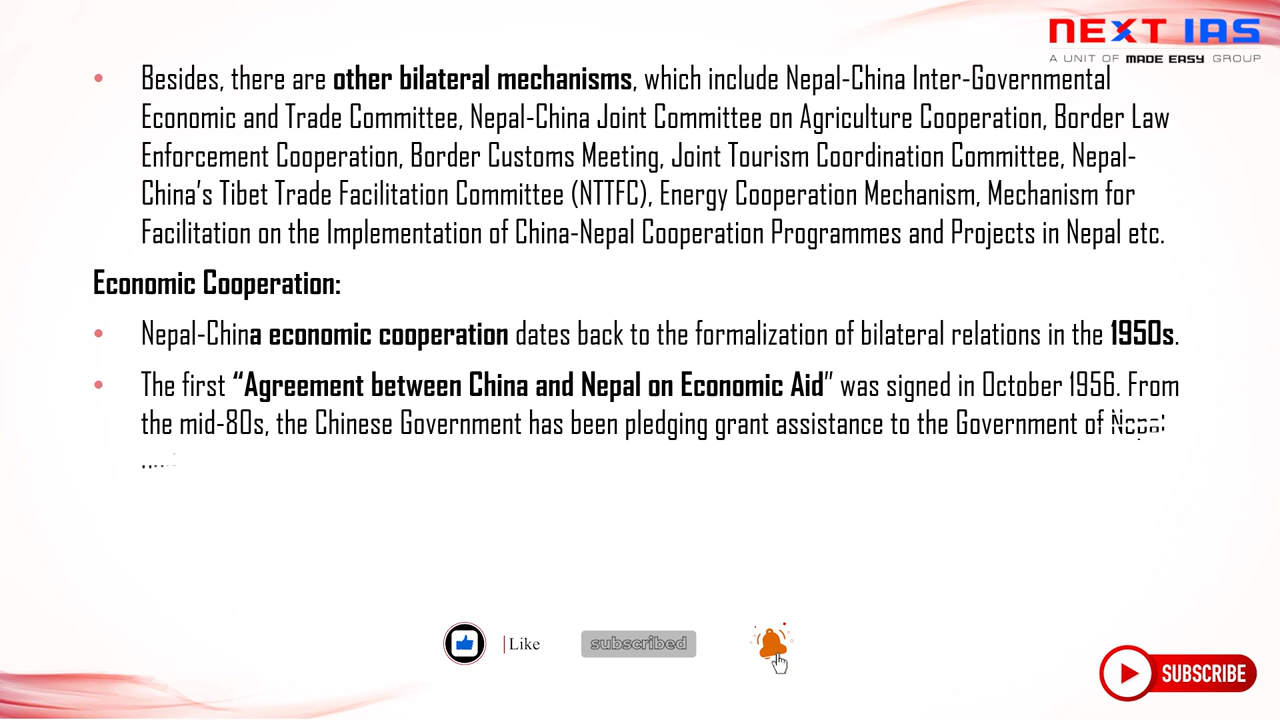 NEXT IAS
A UNIT OF MADE EASY GROUP
• Besides, there are other bilateral mechanisms, which include Nepal-China Inter-Governmental
Economic and Trade Committee, Nepal-China Joint Committee on Agriculture Cooperation, Border Law
Enforcement Cooperation, Border Customs Meeting, Joint Tourism Coordination Committee, Nepal-
China’s Tibet Trade Facilitation Committee (NTTFC), Energy Cooperation Mechanism, Mechanism for
Facilitation on the Implementation of China-Nepal Cooperation Programmes and Projects in Nepal etc.
Economic Cooperation:
• Nepal-China economic cooperation dates back to the formalization of bilateral relations in the 1950s.
• The first “Agreement between China and Nepal on Economic Aid” was signed in October 1956. From
the mid-80s, the Chinese Government has been pledging grant assistance to the Government of
Like
subscribed
SUBSCRIBE